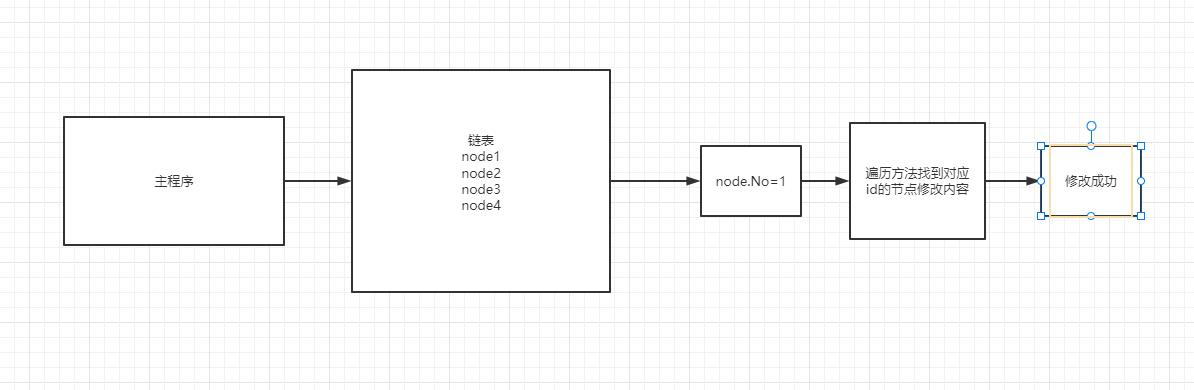 主程序
链表
node1
node2
node3
node4
node.No=1
遍历方法找到对应
id的节点修改内容
修改成功